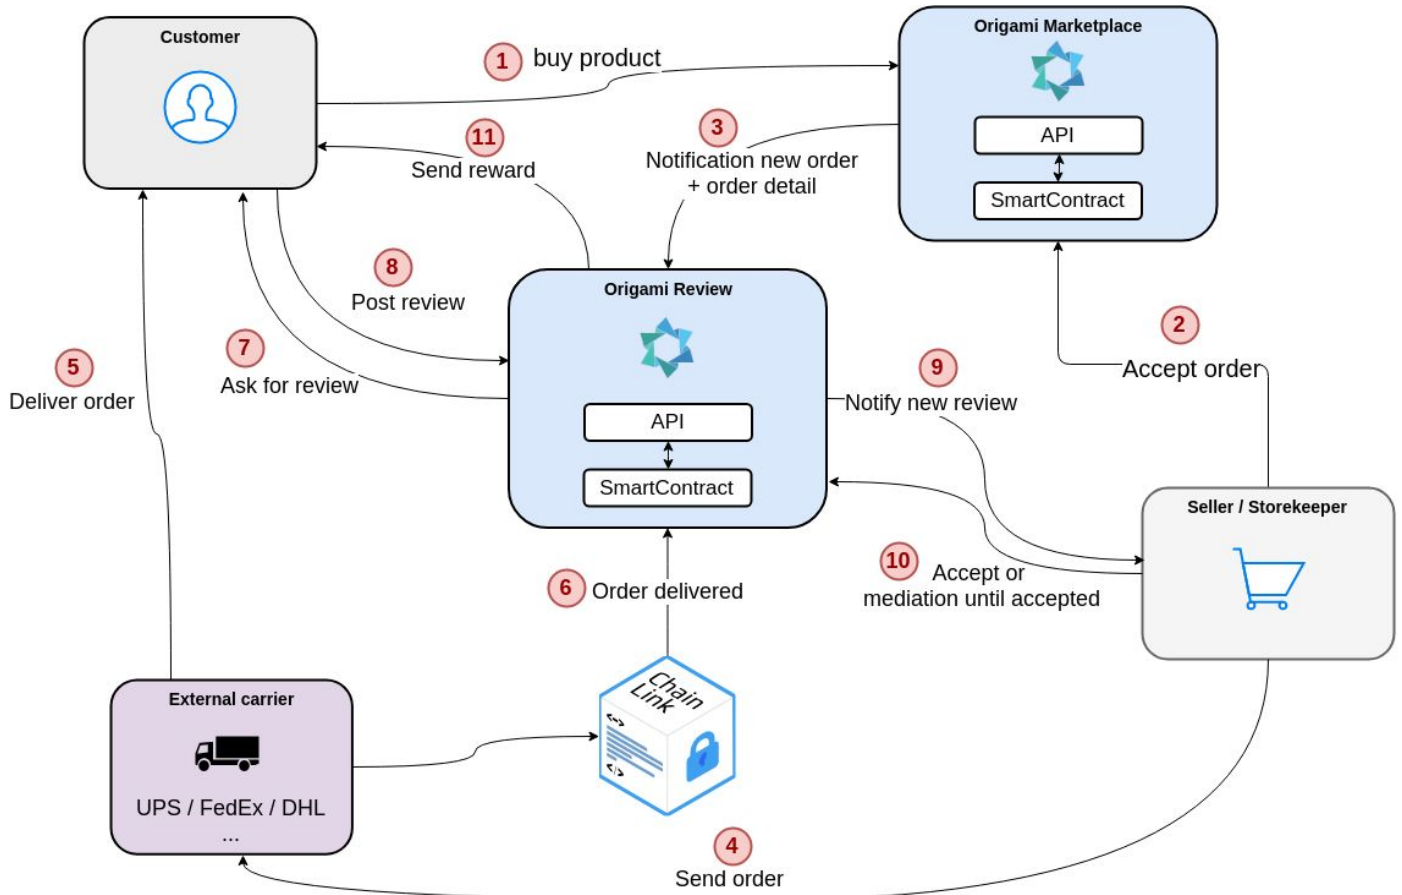 Customer
Origami Marketplace
1
buy product
API
SmartContract
11
Send reward
3
Notification new order
+ order detail
8
Post review
Origami Review
2
Accept order
7
Ask for review
5
Deliver order
9
Notify new review
API
SmartContract
Seller / Storekeeper
6
Order delivered
10
Accept or
mediation until accepted
Chain
Link
<->
</>
External carrier
UPS / FedEx / DHL
...
4
Send order